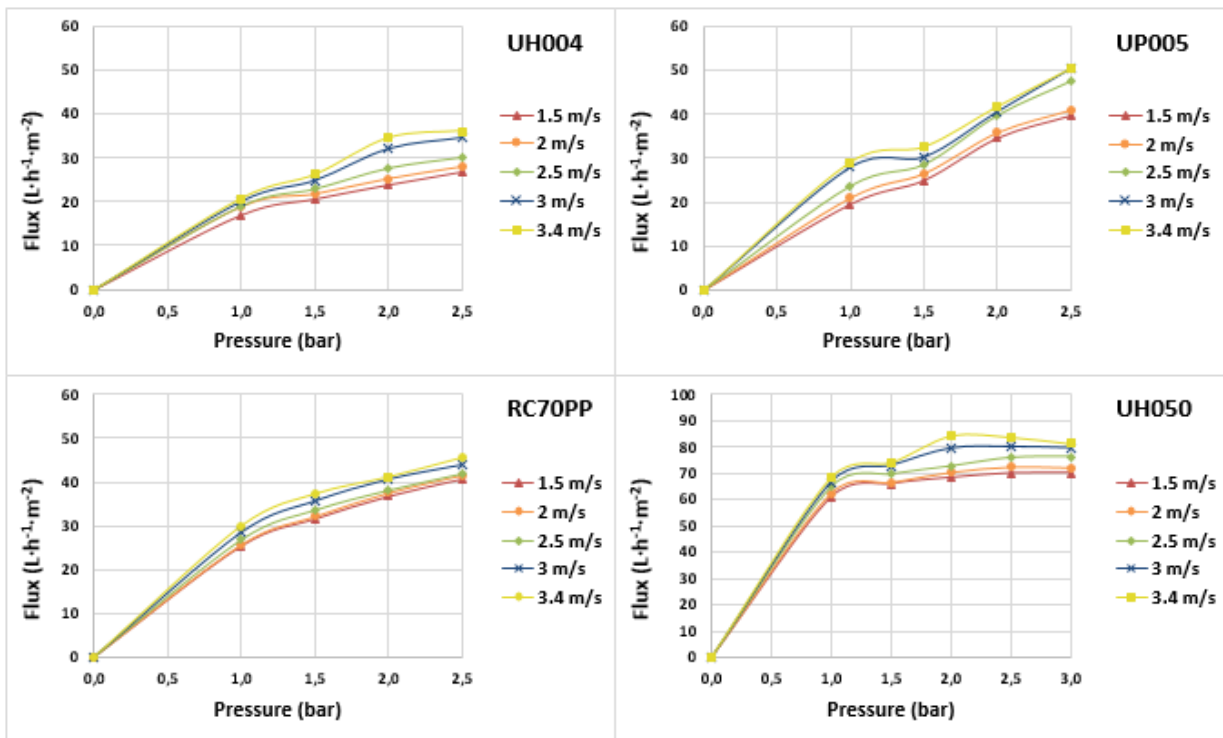 UH004
60
50
40
30
20
10
0
Flux (L·h⁻¹·m⁻²)
0,0 0,5 1,0 1,5 2,0 2,5
Pressure (bar)
1.5 m/s
2 m/s
2.5 m/s
3 m/s
3.4 m/s
UP005
60
50
40
30
20
10
0
Flux (L·h⁻¹·m⁻²)
0,0 0,5 1,0 1,5 2,0 2,5
Pressure (bar)
1.5 m/s
2 m/s
2.5 m/s
3 m/s
3.4 m/s
RC70PP
60
50
40
30
20
10
0
Flux (L·h⁻¹·m⁻²)
0,0 0,5 1,0 1,5 2,0 2,5
Pressure (bar)
1.5 m/s
2 m/s
2.5 m/s
3 m/s
3.4 m/s
UH050
100
90
80
70
60
50
40
30
20
10
0
Flux (L·h⁻¹·m⁻²)
0,0 0,5 1,0 1,5 2,0 2,5 3,0
Pressure (bar)
1.5 m/s
2 m/s
2.5 m/s
3 m/s
3.4 m/s